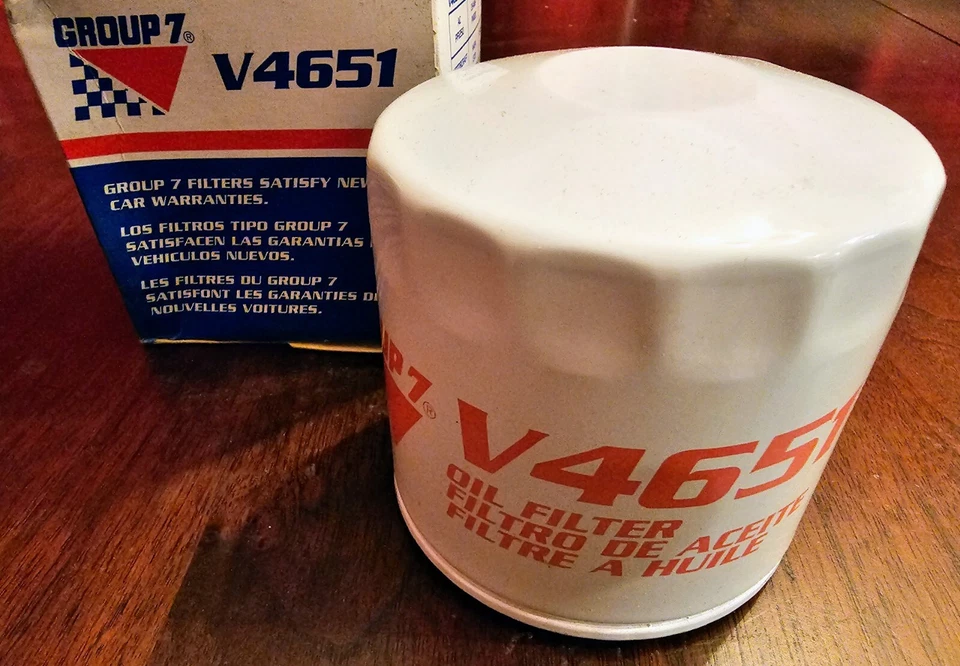 GROUP 7®
V4651
GROUP 7 FILTERS SATISFY
CAR WARRANTIES.
LOS FILTROS TIPO GROUP 7
SATISFACEN LAS GARANTIAS
VEHICULOS NUEVOS.
LES FILTRES DU GROUP 7
SATISFONT LES GARANTIES
NOUVELLES VOITURES.
7®
V4651
OIL FILTER
FILTRO DE ACEITE
FILTRE A HUILE